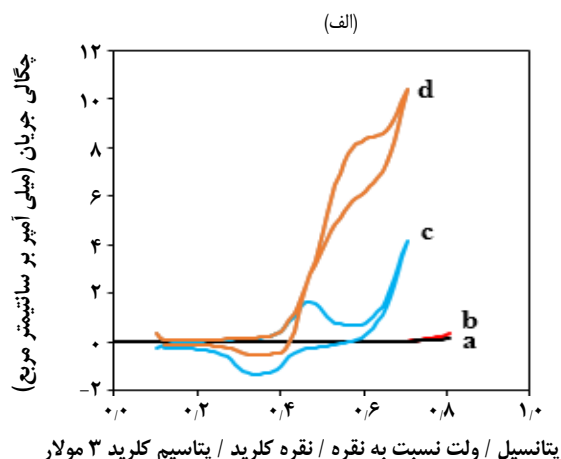 (الف)
چگالی جریان (میلی آمپر بر سانتیمتر مربع)
۱۲
۱۰
۸
۶
۴
۲
۰
−۲
d
c
b
a
۰/۰ ۰/۲ ۰/۴ ۰/۶ ۰/۸ ۱/۰
پتانسیل / ولت نسبت به نقره / نقره کلرید / پتاسیم کلرید ۳ مولار